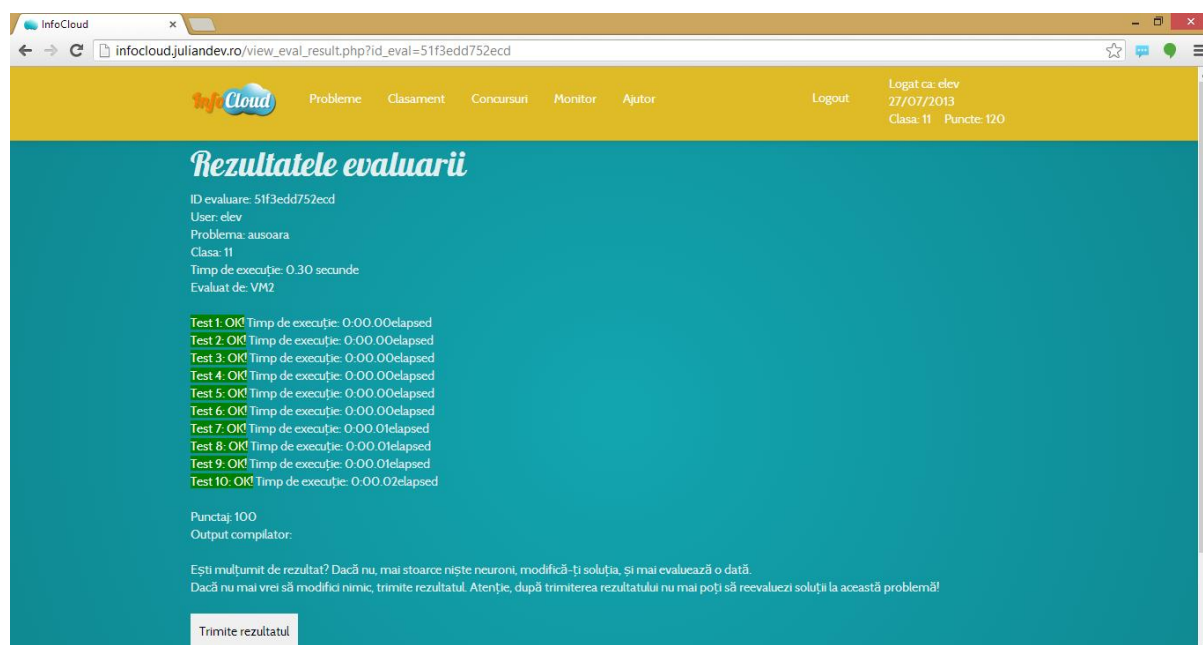 InfoCloud
infocloud.juliandev.ro/view_eval_result.php?id_eval=51f3edd752ecd
InfoCloud Probleme Clasament Concursuri Monitor Ajutor Logout
Logat ca: elev
27/07/2013
Clasa: 11 Puncte: 120
Rezultatele evaluarii
ID evaluare: 51f3edd752ecd
User: elev
Problema: ausoara
Clasa: 11
Timp de execuție: 0.30 secunde
Evaluat de: VM2
Test 1: OK! Timp de execuție: 0:00.00elapsed
Test 2: OK! Timp de execuție: 0:00.00elapsed
Test 3: OK! Timp de execuție: 0:00.00elapsed
Test 4: OK! Timp de execuție: 0:00.00elapsed
Test 5: OK! Timp de execuție: 0:00.00elapsed
Test 6: OK! Timp de execuție: 0:00.00elapsed
Test 7: OK! Timp de execuție: 0:00.01elapsed
Test 8: OK! Timp de execuție: 0:00.01elapsed
Test 9: OK! Timp de execuție: 0:00.01elapsed
Test 10: OK! Timp de execuție: 0:00.02elapsed
Punctaj: 100
Output compilator:
Ești mulțumit de rezultat? Dacă nu, mai stoarce niște neuroni, modifică-ți soluția, și mai evaluează o dată.
Dacă nu mai vrei să modifici nimic, trimite rezultatul. Atenție, după trimiterea rezultatului nu mai poți să reevaluezi soluții la această problemă!
Trimite rezultatul